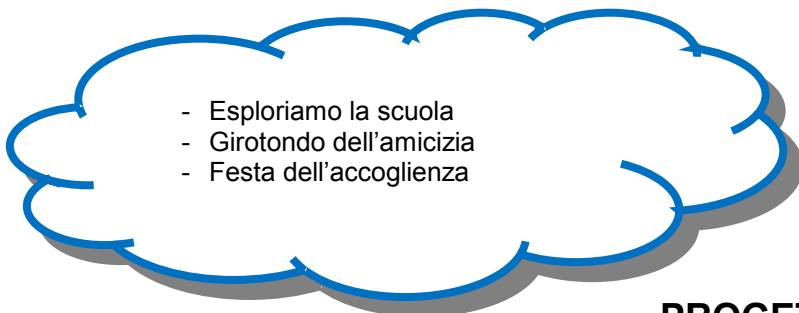 - Esploriamo la scuola
- Girotondo dell’amicizia
- Festa dell’accoglienza